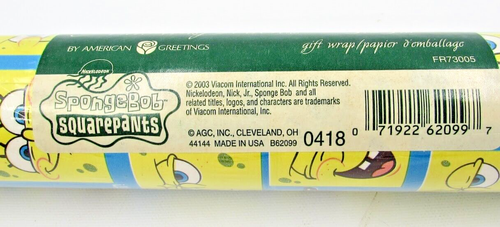 BY AMERICAN GREETINGS
gift wrap/papier d'emballage
FR73005
NICKELODEON
SpongeBob
SQUAREPANTS
© 2003 Viacom International Inc. All Rights Reserved.
Nickelodeon, Nick, Jr., Sponge Bob and all
related titles, logos, and characters are trademarks
of Viacom International, Inc.
© AGC, INC., CLEVELAND, OH
44144 MADE IN USA B62099 0418
0 71922 62099 7